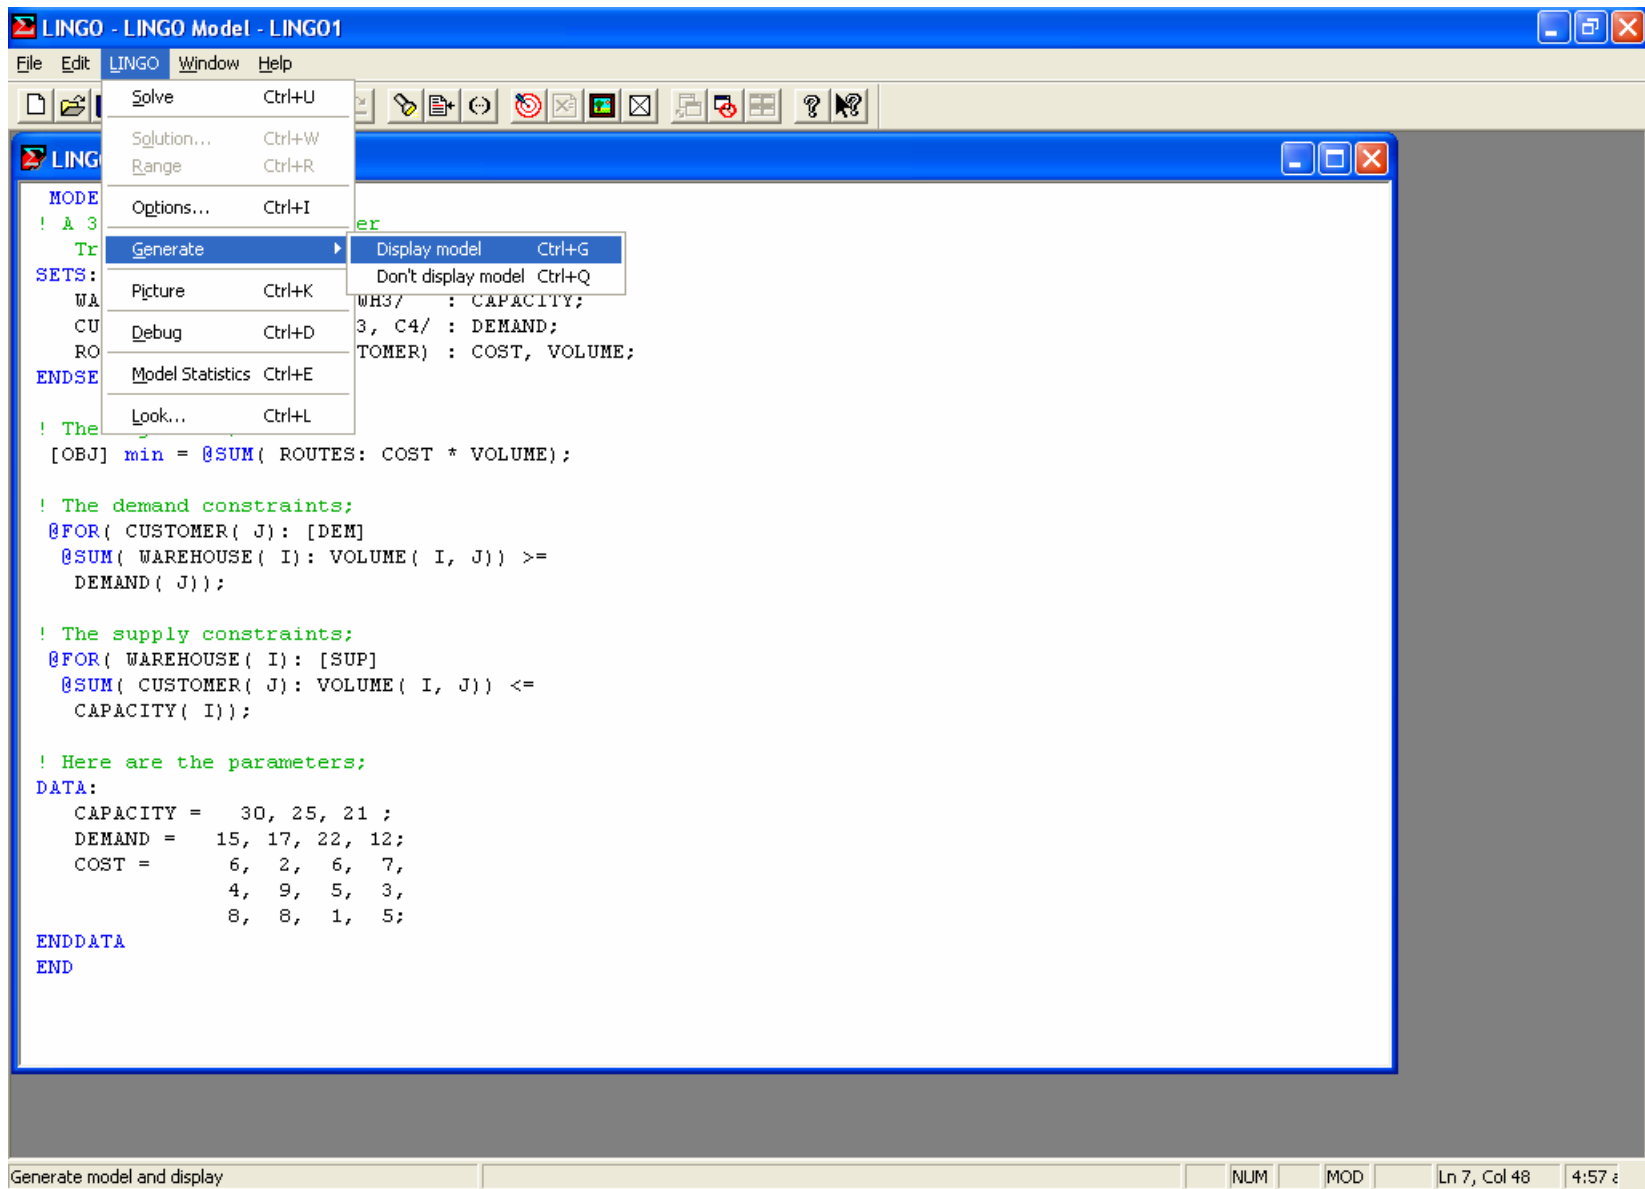 LINGO - LINGO Model - LINGO1
File Edit LINGO Window Help
Solve Ctrl+U
Solution... Ctrl+W
Range Ctrl+R
Options... Ctrl+I
Generate
Picture Ctrl+K
Debug Ctrl+D
Model Statistics Ctrl+E
Look... Ctrl+L
Display model Ctrl+G
Don't display model Ctrl+Q
LING
MODE
! A 3 er
Tr
SETS:
WA WH3/ : CAPACITY;
CU 3, C4/ : DEMAND;
RO TOMER) : COST, VOLUME;
ENDSE
! The
[OBJ] min = @SUM( ROUTES: COST * VOLUME);
! The demand constraints;
@FOR( CUSTOMER( J): [DEM]
@SUM( WAREHOUSE( I): VOLUME( I, J)) >=
DEMAND( J));
! The supply constraints;
@FOR( WAREHOUSE( I): [SUP]
@SUM( CUSTOMER( J): VOLUME( I, J)) <=
CAPACITY( I));
! Here are the parameters;
DATA:
CAPACITY = 30, 25, 21 ;
DEMAND = 15, 17, 22, 12;
COST = 6, 2, 6, 7,
4, 9, 5, 3,
8, 8, 1, 5;
ENDDATA
END
Generate model and display NUM MOD Ln 7, Col 48 4:57